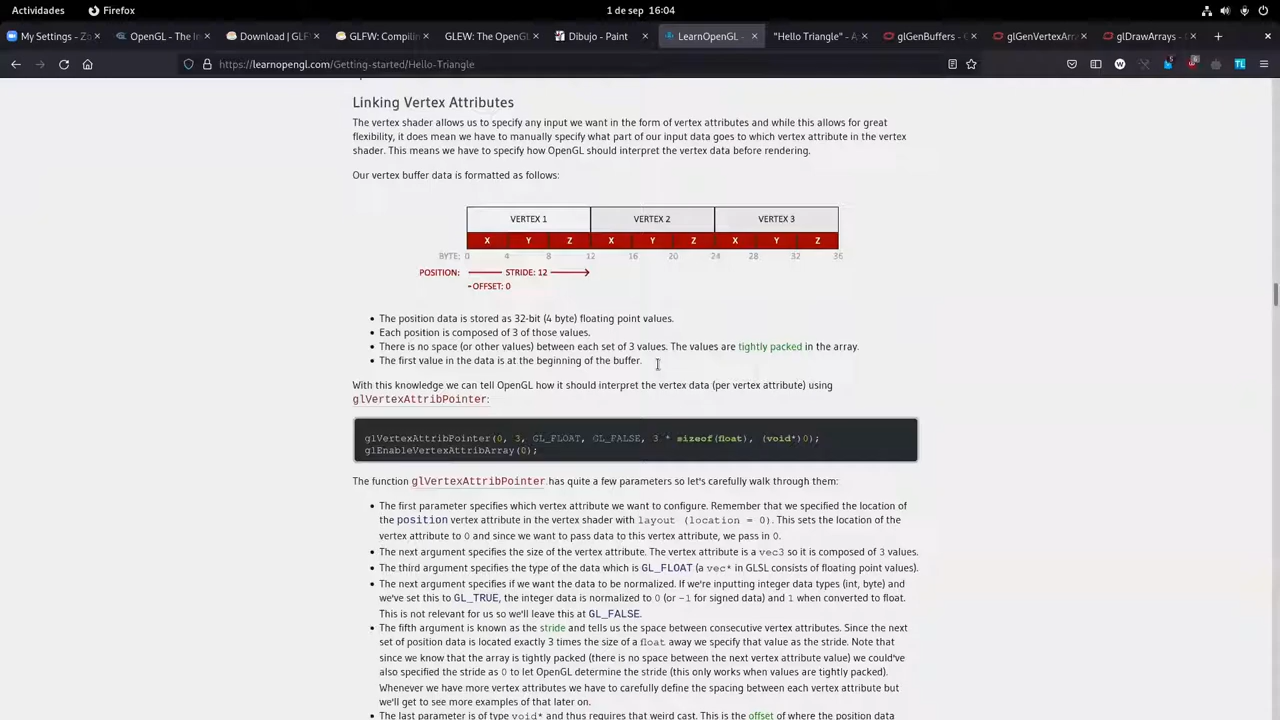 Actividades
Firefox
1 de sep 16:04
My Settings - Zo
OpenGL - The In
Download | GLF
GLFW: Compilin
GLEW: The OpenGL
Dibujo - Paint
LearnOpenGL -
"Hello Triangle" - A
glGenBuffers - O
glGenVertexArra
glDrawArrays - O
https://learnopengl.com/Getting-started/Hello-Triangle
Linking Vertex Attributes
The vertex shader allows us to specify any input we want in the form of vertex attributes and while this allows for great
flexibility, it does mean we have to manually specify what part of our input data goes to which vertex attribute in the vertex
shader. This means we have to specify how OpenGL should interpret the vertex data before rendering.
Our vertex buffer data is formatted as follows:
VERTEX 1 VERTEX 2 VERTEX 3
X Y Z X Y Z X Y Z
BYTE: 0 4 8 12 16 20 24 28 32 36
POSITION: STRIDE: 12
OFFSET: 0
• The position data is stored as 32-bit (4 byte) floating point values.
• Each position is composed of 3 of those values.
• There is no space (or other values) between each set of 3 values. The values are tightly packed in the array.
• The first value in the data is at the beginning of the buffer.
With this knowledge we can tell OpenGL how it should interpret the vertex data (per vertex attribute) using
glVertexAttribPointer:
glVertexAttribPointer(0, 3, GL_FLOAT, GL_FALSE, 3 * sizeof(float), (void*)0);
glEnableVertexAttribArray(0);
The function glVertexAttribPointer has quite a few parameters so let's carefully walk through them:
• The first parameter specifies which vertex attribute we want to configure. Remember that we specified the location of
the position vertex attribute in the vertex shader with layout (location = 0). This sets the location of the
vertex attribute to 0 and since we want to pass data to this vertex attribute, we pass in 0.
• The next argument specifies the size of the vertex attribute. The vertex attribute is a vec3 so it is composed of 3 values.
• The third argument specifies the type of the data which is GL_FLOAT (a vec* in GLSL consists of floating point values).
• The next argument specifies if we want the data to be normalized. If we're inputting integer data types (int, byte) and
we've set this to GL_TRUE, the integer data is normalized to 0 (or -1 for signed data) and 1 when converted to float.
This is not relevant for us so we'll leave this at GL_FALSE.
• The fifth argument is known as the stride and tells us the space between consecutive vertex attributes. Since the next
set of position data is located exactly 3 times the size of a float away we specify that value as the stride. Note that
since we know that the array is tightly packed (there is no space between the next vertex attribute value) we could've
also specified the stride as 0 to let OpenGL determine the stride (this only works when values are tightly packed).
Whenever we have more vertex attributes we have to carefully define the spacing between each vertex attribute but
we'll get to see more examples of that later on.
• The last parameter is of type void* and thus requires that weird cast. This is the offset of where the position data